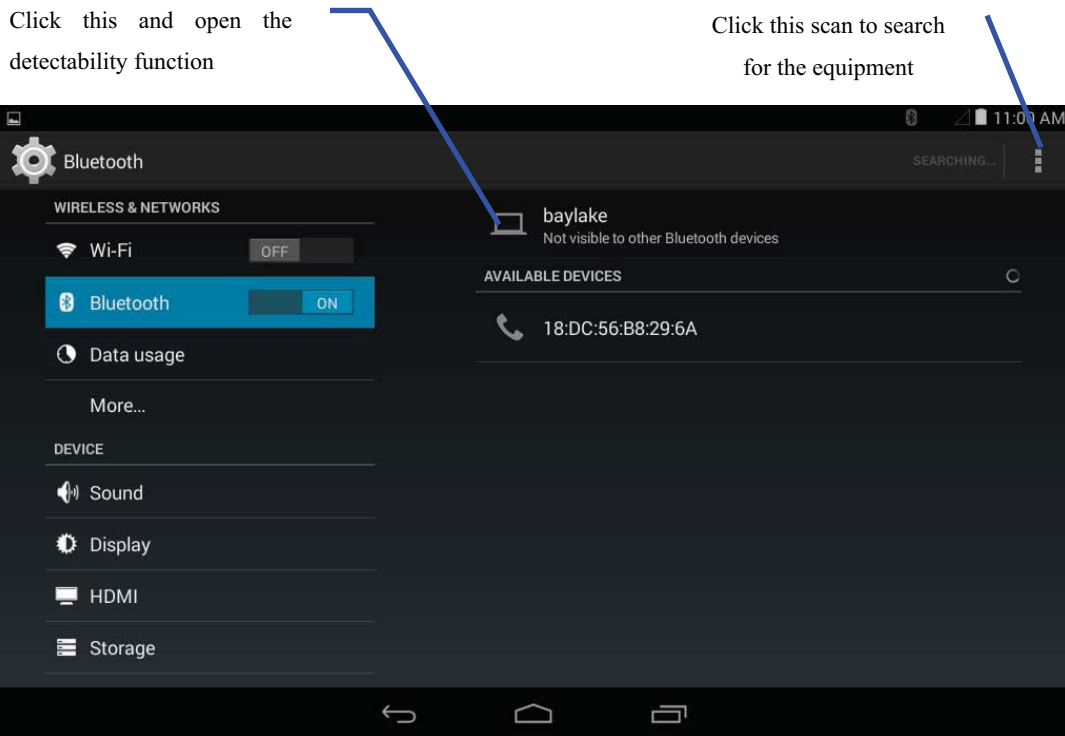 Click this and open the
detectability function
Click this scan to search
for the equipment
11:00 AM
Bluetooth
SEARCHING...
WIRELESS & NETWORKS
Wi-Fi
OFF
Bluetooth
ON
Data usage
More...
DEVICE
Sound
Display
HDMI
Storage
baylake
Not visible to other Bluetooth devices
AVAILABLE DEVICES
18:DC:56:B8:29:6A